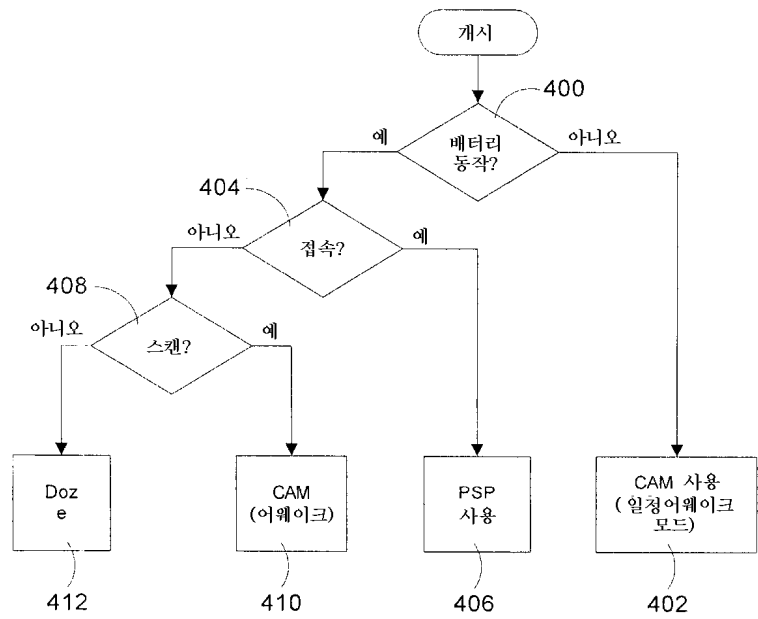 개시
400
예
배터리
동작?
아니오
404
아니오
접속?
예
408
아니오
스캔?
예
Doz
e
CAM
(어웨이크)
PSP
사용
CAM 사용
(일정어웨이크
모드)
412
410
406
402